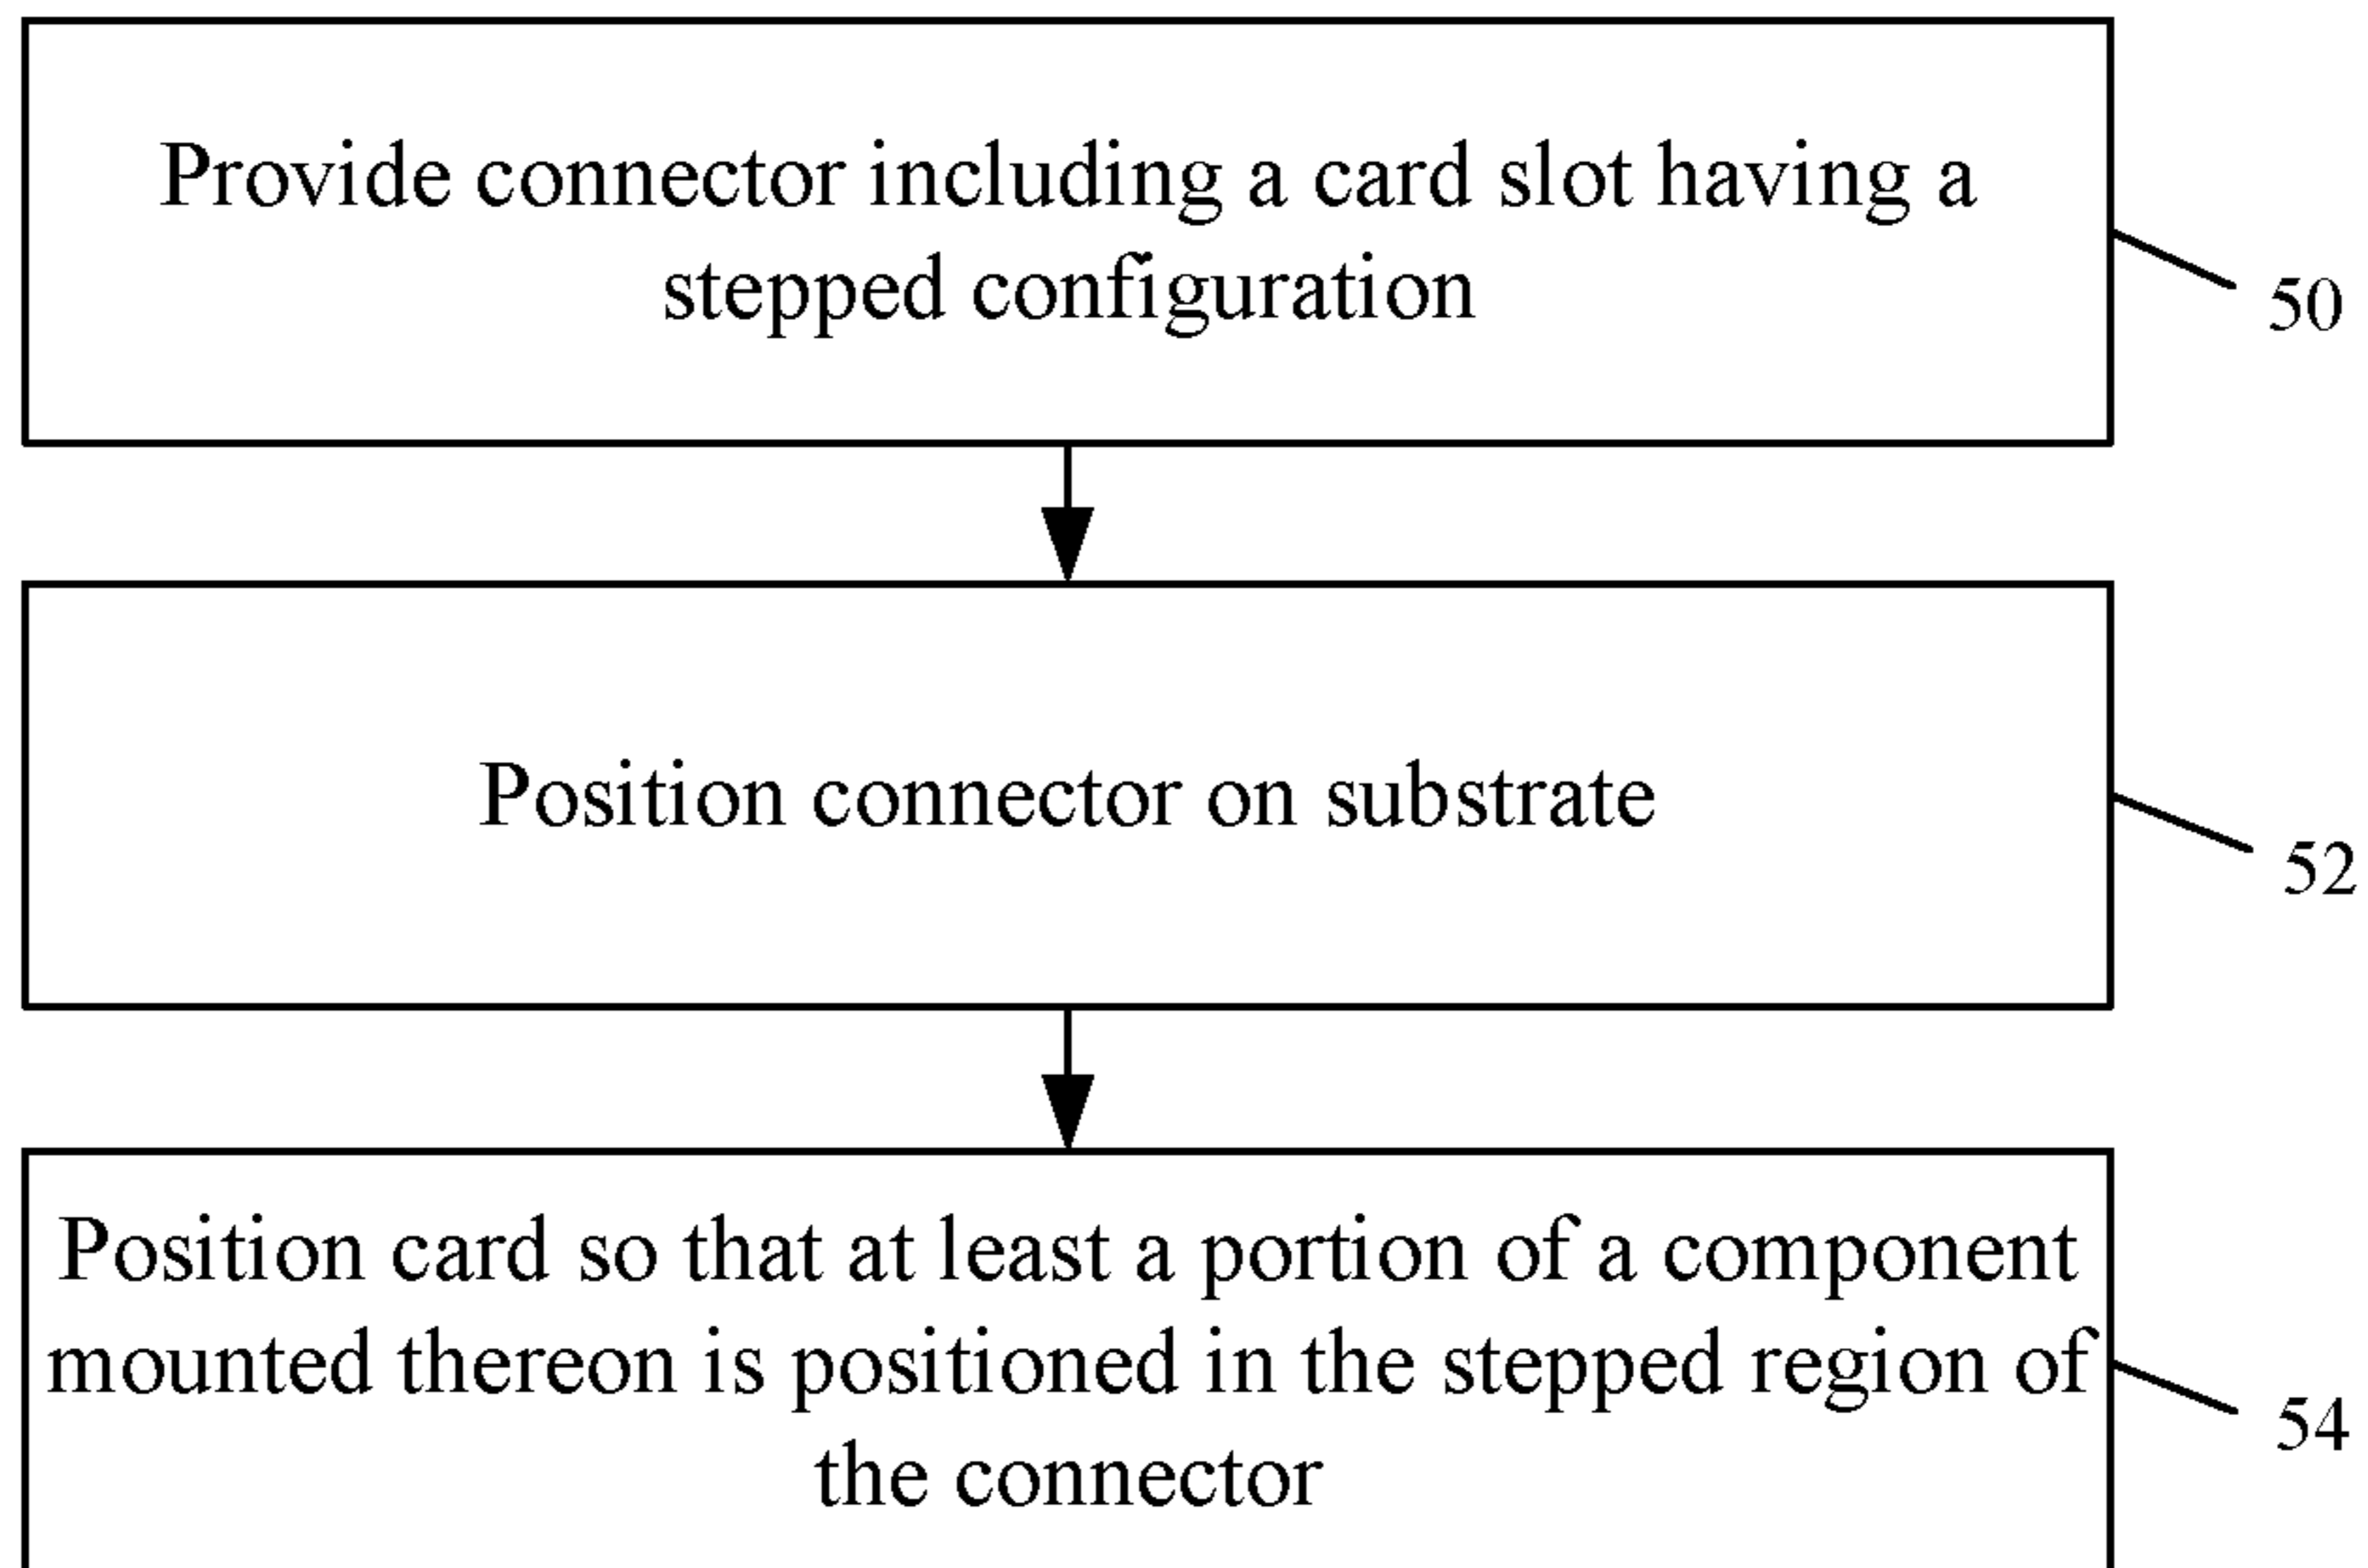 Provide connector including a card slot having a
stepped configuration
50
Position connector on substrate
52
Position card so that at least a portion of a component
mounted thereon is positioned in the stepped region of
the connector
54